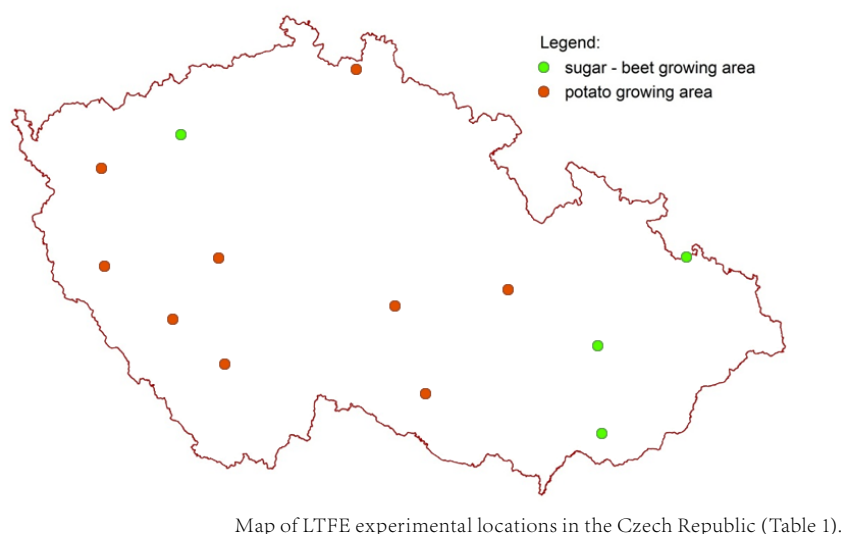 Legend:
sugar - beet growing area
potato growing area
Map of LTFE experimental locations in the Czech Republic (Table 1).